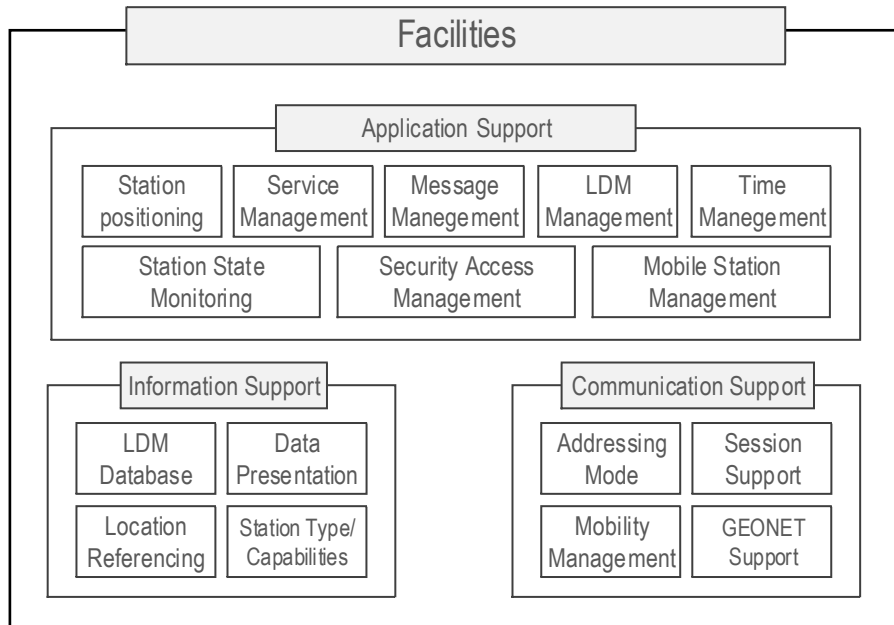 Facilities
Application Support
Station
positioning
Service
Management
Message
Manegement
LDM
Management
Time
Manegement
Station State
Monitoring
Security Access
Management
Mobile Station
Management
Information Support
LDM
Database
Data
Presentation
Location
Referencing
Station Type/
Capabilities
Communication Support
Addressing
Mode
Session
Support
Mobility
Management
GEONET
Support